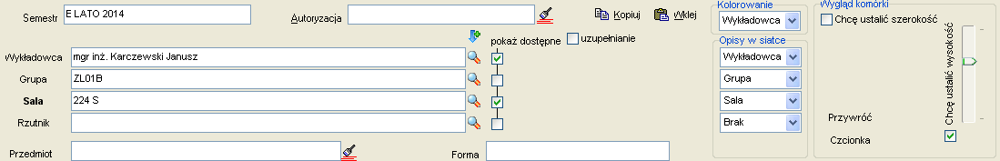 Semestr E LATO 2014 Autoryzacja Kopiuj Wklej
pokaż dostępne uzupełnianie
Wykładowca mgr inż. Karczewski Janusz
Grupa ZL01B
Sala 224 S
Rzutnik
Przedmiot Forma
Kolorowanie
Wykładowca
Opisy w siatce
Wykładowca
Grupa
Sala
Brak
Wygląd komórki
Chcę ustalić szerokość
Chcę ustalić wysokość
Przywróć
Czcionka